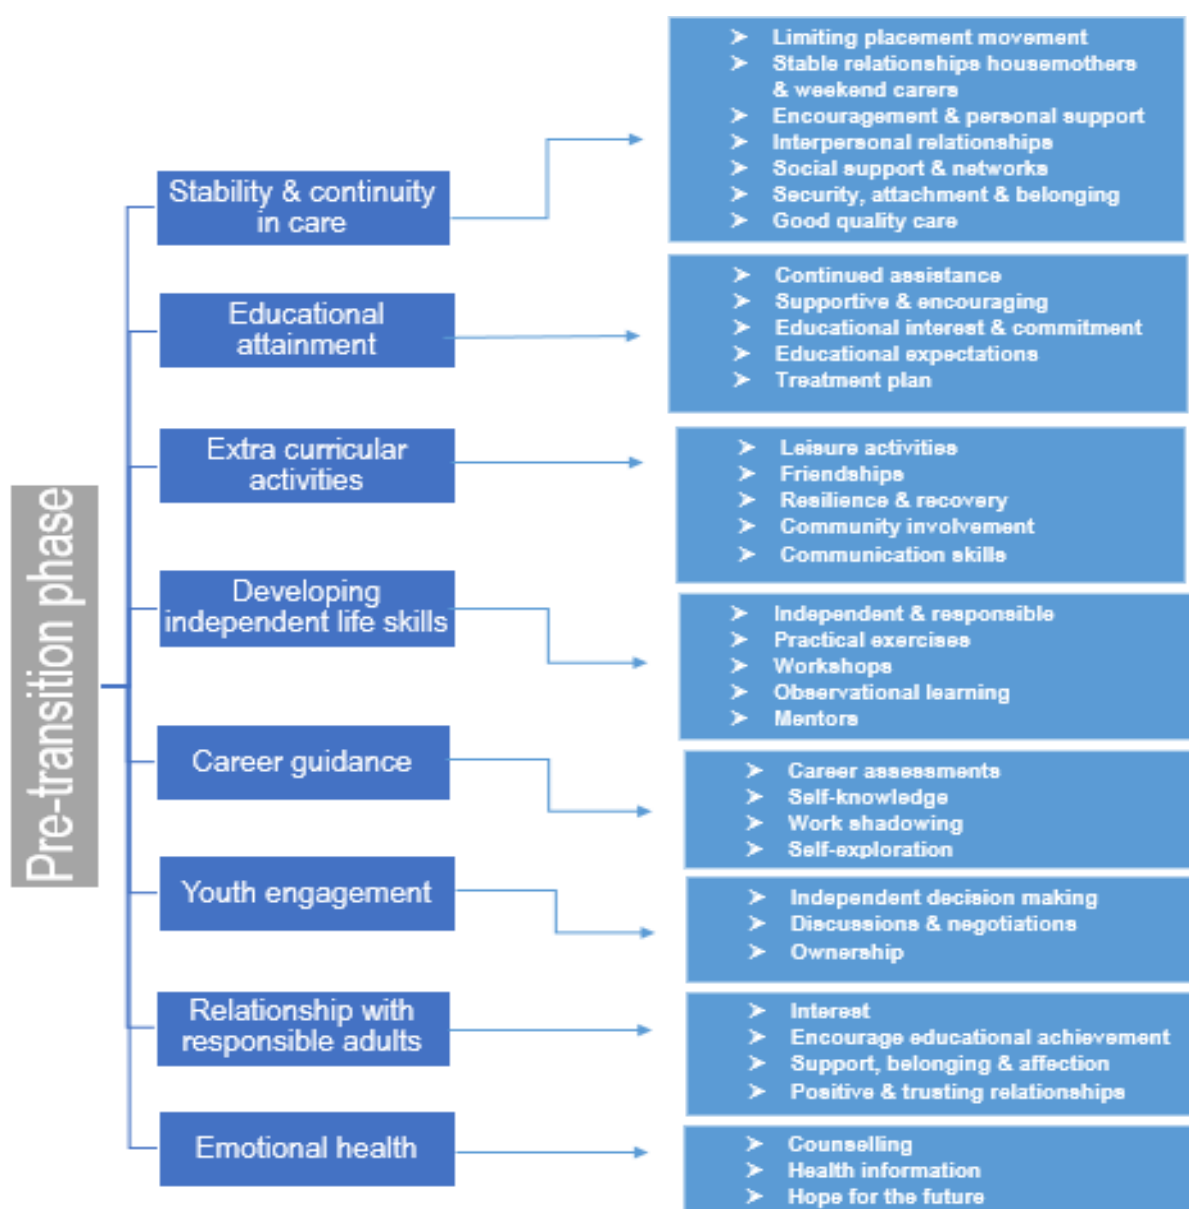 Pre-transition phase
Stability & continuity
in care
➤ Limiting placement movement
➤ Stable relationships housemothers
& weekend carers
➤ Encouragement & personal support
➤ Interpersonal relationships
➤ Social support & networks
➤ Security, attachment & belonging
➤ Good quality care
Educational
attainment
➤ Continued assistance
➤ Supportive & encouraging
➤ Educational interest & commitment
➤ Educational expectations
➤ Treatment plan
Extra curricular
activities
➤ Leisure activities
➤ Friendships
➤ Resilience & recovery
➤ Community involvement
➤ Communication skills
Developing
independent life skills
➤ Independent & responsible
➤ Practical exercises
➤ Workshops
➤ Observational learning
➤ Mentors
Career guidance
➤ Career assessments
➤ Self-knowledge
➤ Work shadowing
➤ Self-exploration
Youth engagement
➤ Independent decision making
➤ Discussions & negotiations
➤ Ownership
Relationship with
responsible adults
➤ Interest
➤ Encourage educational achievement
➤ Support, belonging & affection
➤ Positive & trusting relationships
Emotional health
➤ Counselling
➤ Health information
➤ Hope for the future